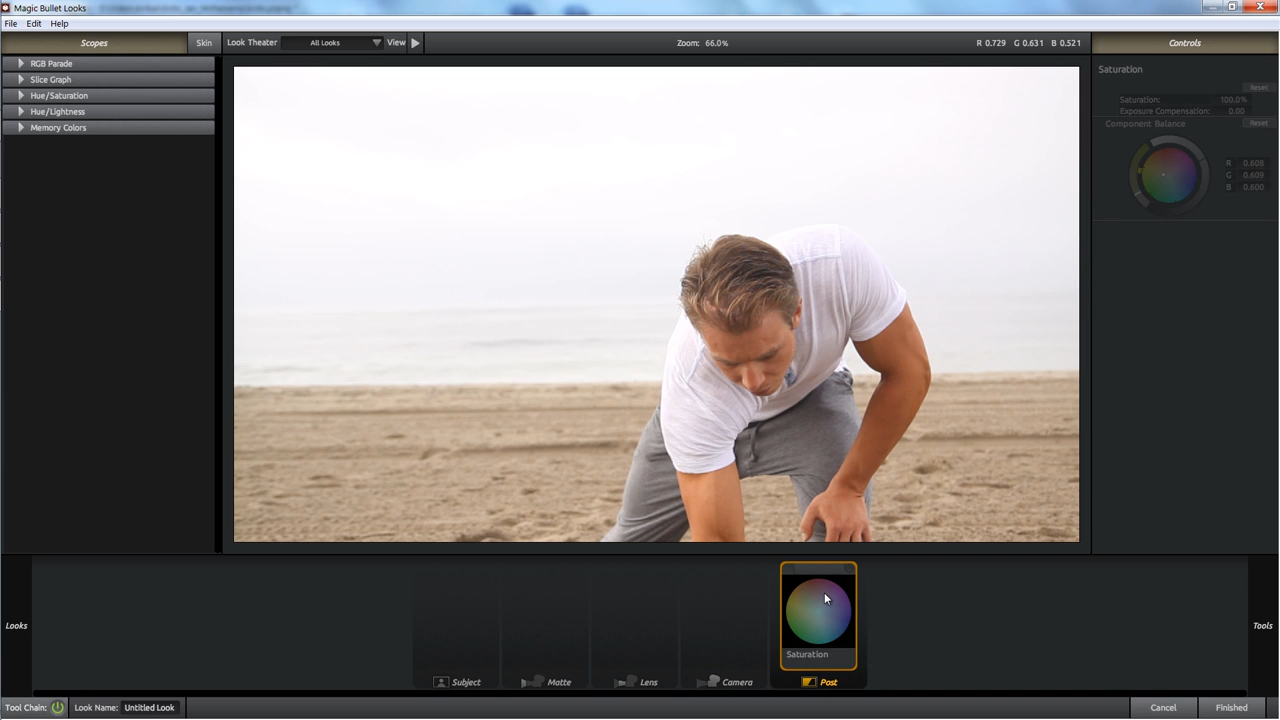 Magic Bullet Looks
File Edit Help
Scopes Skin Look Theater All Looks View Zoom: 66.0% R 0.729 G 0.631 B 0.521 Controls
RGB Parade
Slice Graph
Hue/Saturation
Hue/Lightness
Memory Colors
Saturation
Reset
Saturation: 100.0%
Exposure Compensation: 0.00
Component Balance Reset
R 0.608
G 0.609
B 0.600
Looks
Saturation
Tools
Subject Matte Lens Camera Post
Tool Chain: Look Name: Untitled Look Cancel Finished